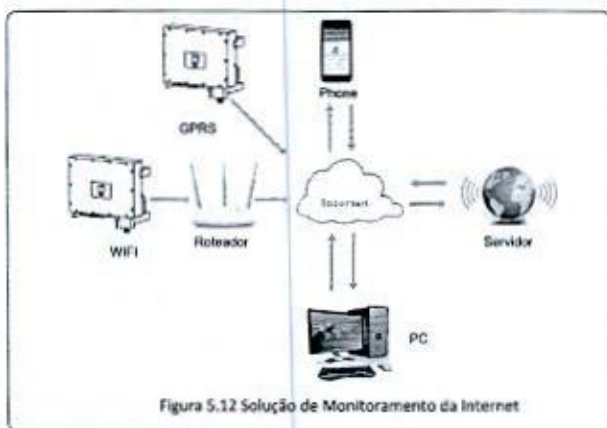 Phone
GPRS
Internet
WIFI
Roteador
Servidor
PC
Figura 5.12 Solução de Monitoramento da Internet